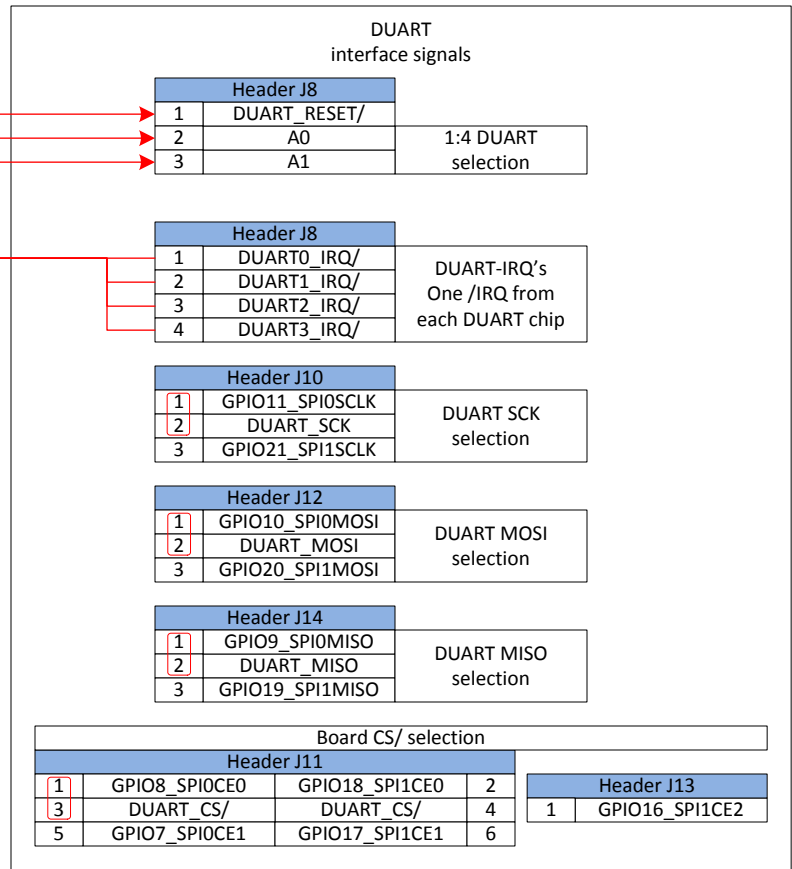 DUART
interface signals
Header J8
1 DUART_RESET/
2 A0
3 A1
1:4 DUART
selection
Header J8
1 DUART0_IRQ/
2 DUART1_IRQ/
3 DUART2_IRQ/
4 DUART3_IRQ/
DUART-IRQ’s
One /IRQ from
each DUART chip
Header J10
1 GPIO11_SPI0SCLK
2 DUART_SCK
3 GPIO21_SPI1SCLK
DUART SCK
selection
Header J12
1 GPIO10_SPI0MOSI
2 DUART_MOSI
3 GPIO20_SPI1MOSI
DUART MOSI
selection
Header J14
1 GPIO9_SPI0MISO
2 DUART_MISO
3 GPIO19_SPI1MISO
DUART MISO
selection
Board CS/ selection
Header J11
1 GPIO8_SPI0CE0 GPIO18_SPI1CE0 2
3 DUART_CS/ DUART_CS/ 4
5 GPIO7_SPI0CE1 GPIO17_SPI1CE1 6
Header J13
1 GPIO16_SPI1CE2